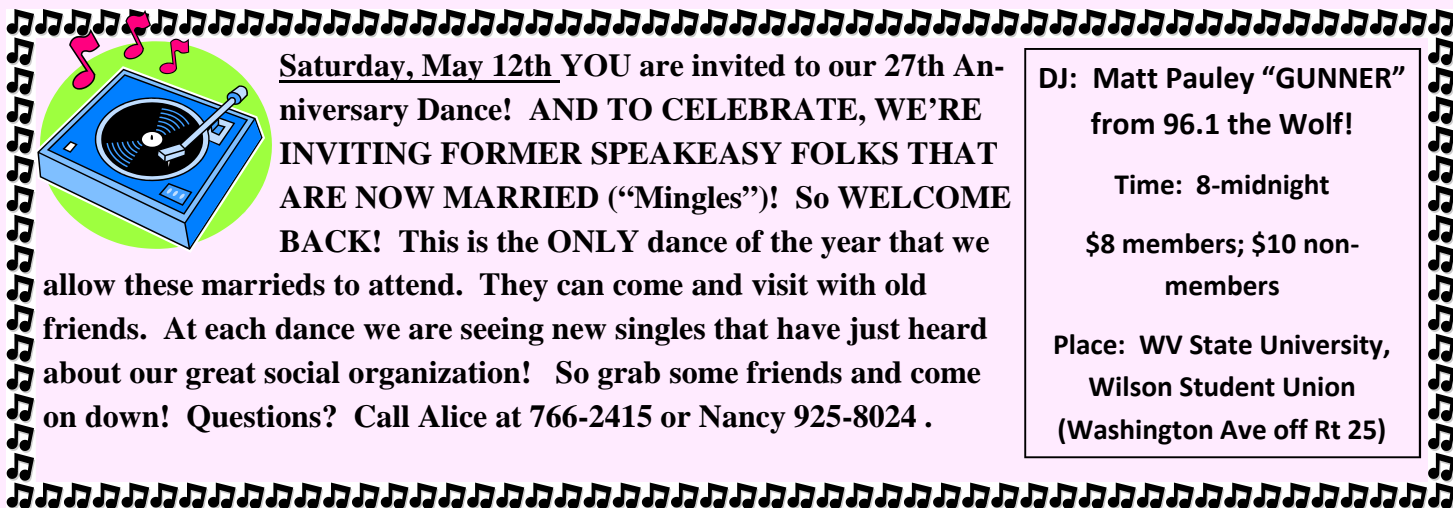 Saturday, May 12th YOU are invited to our 27th An-
niversary Dance!  AND TO CELEBRATE, WE’RE
INVITING FORMER SPEAKEASY FOLKS THAT
ARE NOW MARRIED (“Mingles”)!  So WELCOME
BACK!  This is the ONLY dance of the year that we
allow these marrieds to attend.  They can come and visit with old
friends.  At each dance we are seeing new singles that have just heard
about our great social organization!   So grab some friends and come
on down!  Questions?  Call Alice at 766-2415 or Nancy 925-8024 .
DJ:  Matt Pauley “GUNNER”
from 96.1 the Wolf!
Time:  8-midnight
$8 members; $10 non-
members
Place:  WV State University,
Wilson Student Union
(Washington Ave off Rt 25)